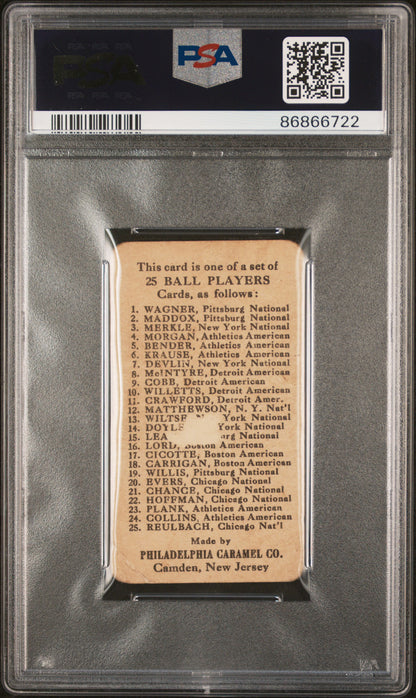 PSA
PSA
86866722
This card is one of a set of
25 BALL PLAYERS
Cards, as follows:
1. WAGNER, Pittsburg National
2. MADDOX, Pittsburg National
3. MERKLE, New York National
4. MORGAN, Athletics American
5. BENDER, Athletics American
6. KRAUSE, Athletics American
7. DEVLIN, New York National
8. McINTYRE, Detroit American
9. COBB, Detroit American
10. WILLETTS, Detroit American
11. CRAWFORD, Detroit Amer.
12. MATTHEWSON, N. Y. Nat'l
13. WILTSE York National
14. DOYLE York National
15. LEA National
16. LORD, Boston American
17. CICOTTE, Boston American
18. CARRIGAN, Boston American
19. WILLIS, Pittsburg National
20. EVERS, Chicago National
21. CHANCE, Chicago National
22. HOFFMAN, Chicago National
23. PLANK, Athletics American
24. COLLINS, Athletics American
25. REULBACH, Chicago Nat'l
Made by
PHILADELPHIA CARAMEL CO.
Camden, New Jersey